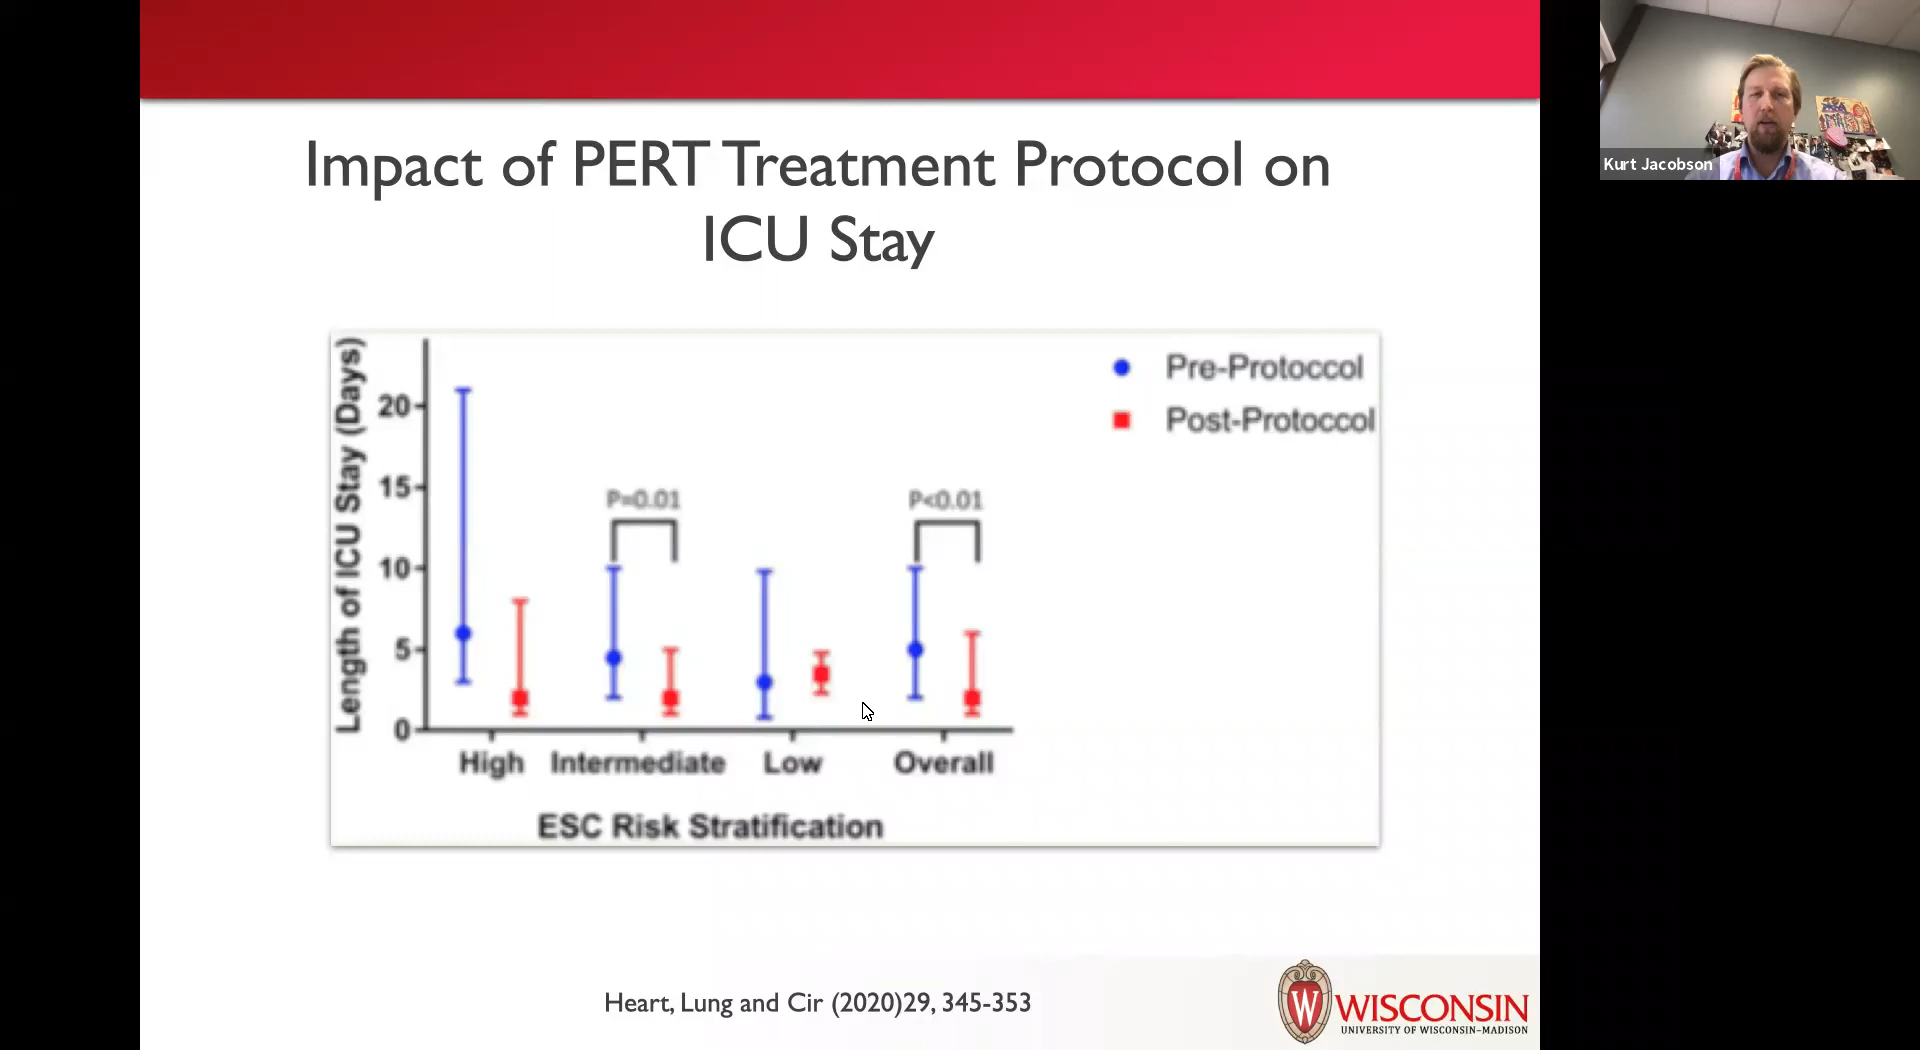 Impact of PERT Treatment Protocol on
ICU Stay
Kurt Jacobson
Length of ICU Stay (Days)
20
15
10
5
0
P=0.01
P<0.01
Pre-Protoccol
Post-Protoccol
High Intermediate Low Overall
ESC Risk Stratification
Heart, Lung and Cir (2020)29, 345-353
W WISCONSIN
UNIVERSITY OF WISCONSIN–MADISON